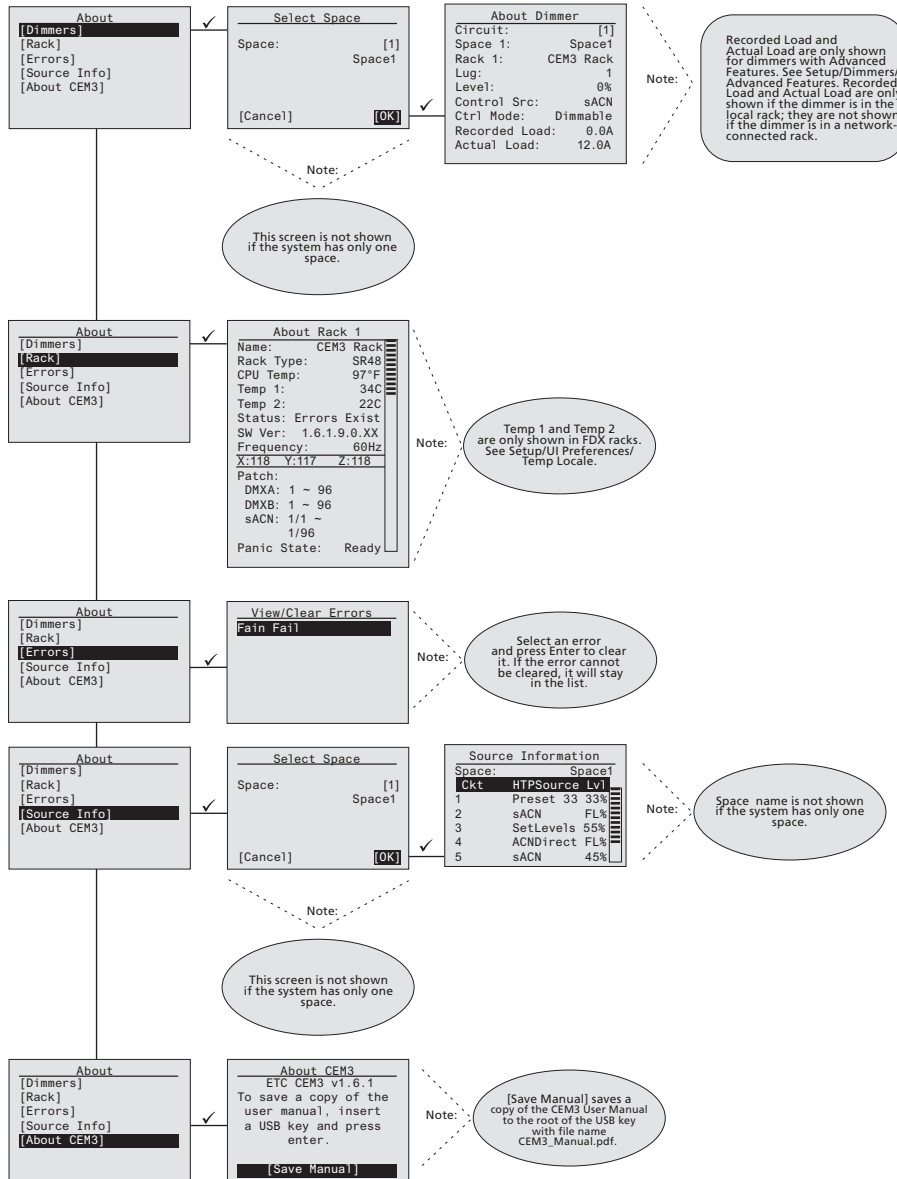 About
[Dimmers]
[Rack]
[Errors]
[Source Info]
[About CEM3]
Select Space
Space: [1]
Space1
[Cancel] [OK]
About Dimmer
Circuit: [1]
Space 1: Space1
Rack 1: CEM3 Rack
Lug: 1
Level: 0%
Control Src: sACN
Ctrl Mode: Dimmable
Recorded Load: 0.0A
Actual Load: 12.0A
Note:
Recorded Load and
Actual Load are only shown
for dimmers with Advanced
Features. See Setup/Dimmers/
Advanced Features. Recorded
Load and Actual Load are only
shown if the dimmer is in the
local rack; they are not shown
if the dimmer is in a network-
connected rack.
Note:
This screen is not shown
if the system has only one
space.
About
[Dimmers]
[Rack]
[Errors]
[Source Info]
[About CEM3]
About Rack 1
Name: CEM3 Rack
Rack Type: SR48
CPU Temp: 97°F
Temp 1: 34C
Temp 2: 22C
Status: Errors Exist
SW Ver: 1.6.1.9.0.XX
Frequency: 60Hz
X:118 Y:117 Z:118
Patch:
DMXA: 1 ~ 96
DMXB: 1 ~ 96
sACN: 1/1 ~
1/96
Panic State: Ready
Note:
Temp 1 and Temp 2
are only shown in FDX racks.
See Setup/UI Preferences/
Temp Locale.
About
[Dimmers]
[Rack]
[Errors]
[Source Info]
[About CEM3]
View/Clear Errors
Fain Fail
Note:
Select an error
and press Enter to clear
it. If the error cannot
be cleared, it will stay
in the list.
About
[Dimmers]
[Rack]
[Errors]
[Source Info]
[About CEM3]
Select Space
Space: [1]
Space1
[Cancel] [OK]
Source Information
Space: Space1
Ckt HTPSource Lvl
1 Preset 33 33%
2 sACN FL%
3 SetLevels 55%
4 ACNDirect FL%
5 sACN 45%
Note:
Space name is not shown
if the system has only one
space.
Note:
This screen is not shown
if the system has only one
space.
About
[Dimmers]
[Rack]
[Errors]
[Source Info]
[About CEM3]
About CEM3
ETC CEM3 v1.6.1
To save a copy of the
user manual, insert
a USB key and press
enter.
[Save Manual]
Note:
[Save Manual] saves a
copy of the CEM3 User Manual
to the root of the USB key
with file name
CEM3_Manual.pdf.